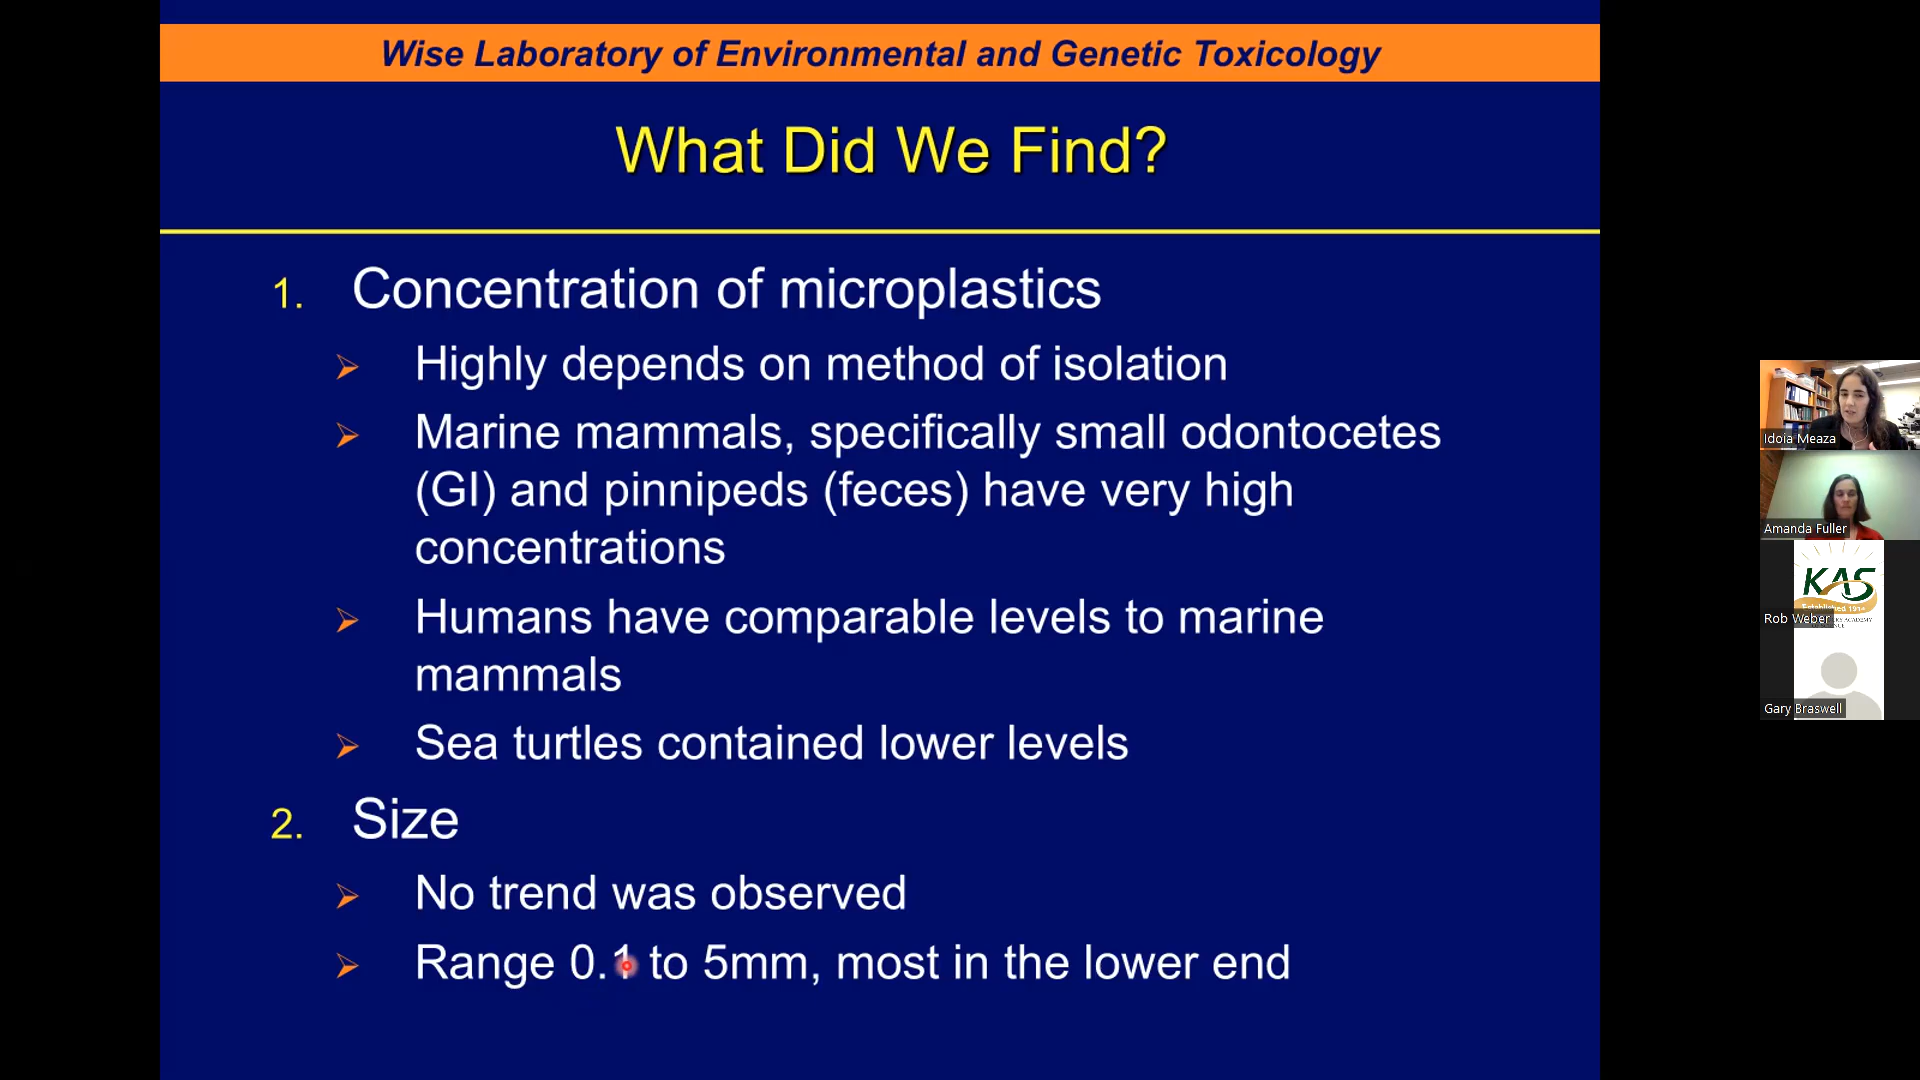 Wise Laboratory of Environmental and Genetic Toxicology
What Did We Find?
1. Concentration of microplastics
Highly depends on method of isolation
Marine mammals, specifically small odontocetes
(GI) and pinnipeds (feces) have very high
concentrations
Humans have comparable levels to marine
mammals
Sea turtles contained lower levels
2. Size
No trend was observed
Range 0.1 to 5mm, most in the lower end
Idoia Meaza
Amanda Fuller
KAS
Established 1914
Rob Weber
Gary Braswell